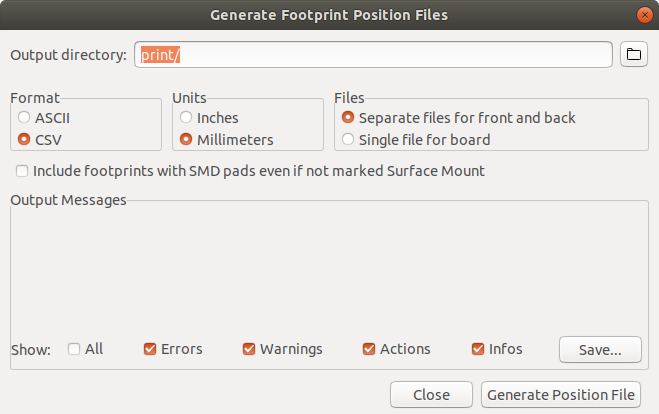 Generate Footprint Position Files
Output directory: print/
Format Units Files
ASCII Inches Separate files for front and back
CSV Millimeters Single file for board
Include footprints with SMD pads even if not marked Surface Mount
Output Messages
Show: All Errors Warnings Actions Infos Save...
Close Generate Position File